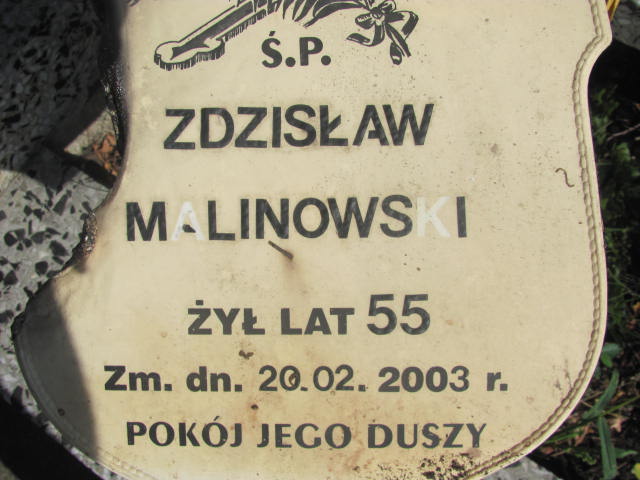 Ś.P.
ZDZISŁAW
MALINOWSKI
ŻYŁ LAT 55
Zm. dn. 20.02. 2003 r.
POKÓJ JEGO DUSZY